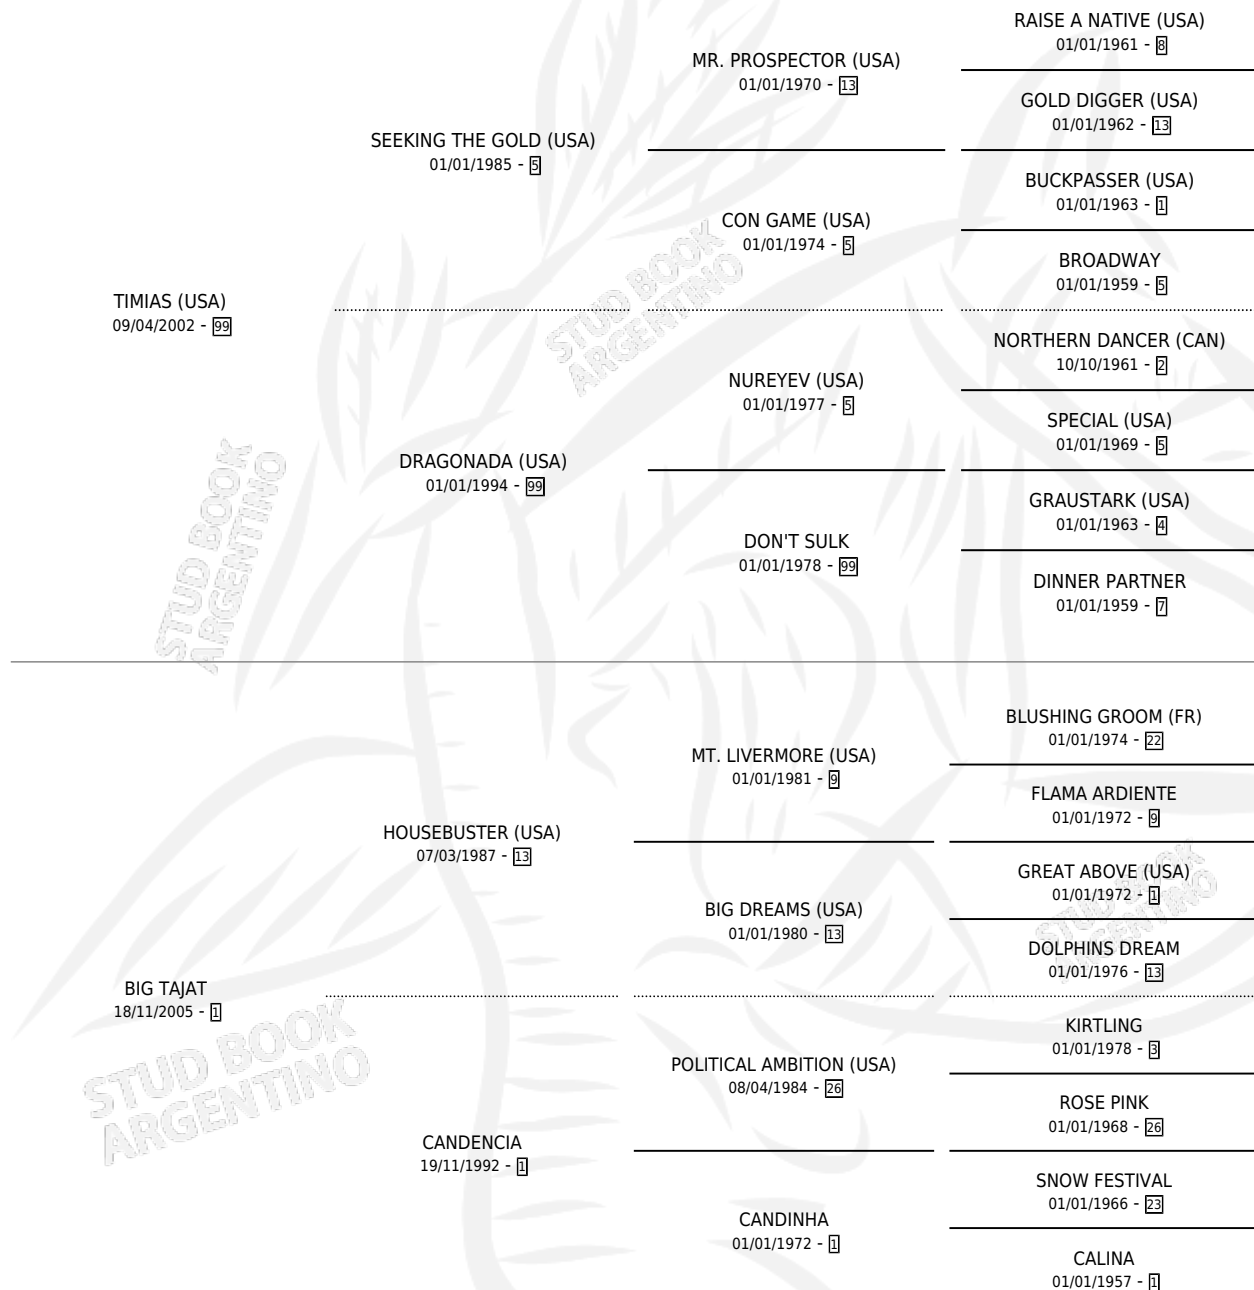 RAISE A NATIVE (USA)
01/01/1961 - 8
MR. PROSPECTOR (USA)
01/01/1970 - 13
GOLD DIGGER (USA)
01/01/1962 - 13
SEEKING THE GOLD (USA)
01/01/1985 - 5
BUCKPASSER (USA)
01/01/1963 - 1
CON GAME (USA)
01/01/1974 - 5
BROADWAY
01/01/1959 - 5
TIMIAS (USA)
09/04/2002 - 99
NORTHERN DANCER (CAN)
10/10/1961 - 2
NUREYEV (USA)
01/01/1977 - 5
SPECIAL (USA)
01/01/1969 - 5
DRAGONADA (USA)
01/01/1994 - 99
GRAUSTARK (USA)
01/01/1963 - 4
DON'T SULK
01/01/1978 - 99
DINNER PARTNER
01/01/1959 - 7
BLUSHING GROOM (FR)
01/01/1974 - 22
MT. LIVERMORE (USA)
01/01/1981 - 9
FLAMA ARDIENTE
01/01/1972 - 9
HOUSEBUSTER (USA)
07/03/1987 - 13
GREAT ABOVE (USA)
01/01/1972 - 1
BIG DREAMS (USA)
01/01/1980 - 13
DOLPHINS DREAM
01/01/1976 - 13
BIG TAJAT
18/11/2005 - 1
KIRTLING
01/01/1978 - 3
POLITICAL AMBITION (USA)
08/04/1984 - 26
ROSE PINK
01/01/1968 - 26
CANDENCIA
19/11/1992 - 1
SNOW FESTIVAL
01/01/1966 - 23
CANDINHA
01/01/1972 - 1
CALINA
01/01/1957 - 1
STUD BOOK
ARGENTINO
STUD BOOK
ARGENTINO
STUD BOOK
ARGENTINO
STUD BOOK
ARGENTINO